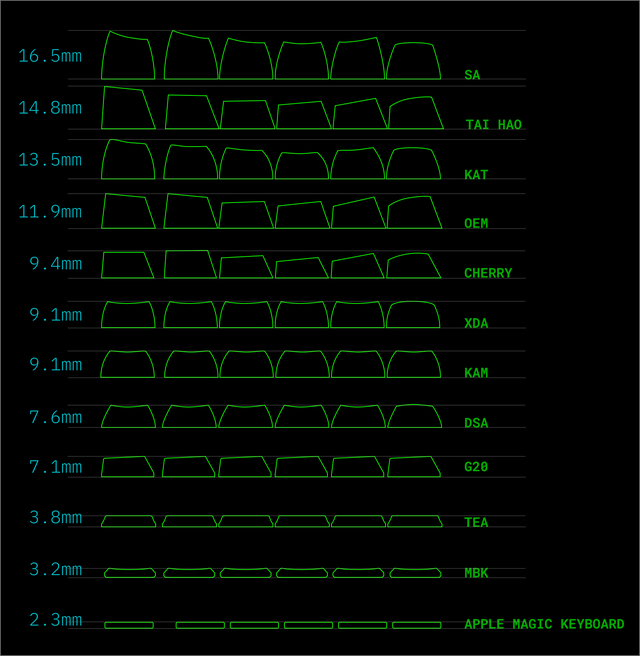 16.5mm SA
14.8mm TAI HAO
13.5mm KAT
11.9mm OEM
9.4mm CHERRY
9.1mm XDA
9.1mm KAM
7.6mm DSA
7.1mm G20
3.8mm TEA
3.2mm MBK
2.3mm APPLE MAGIC KEYBOARD